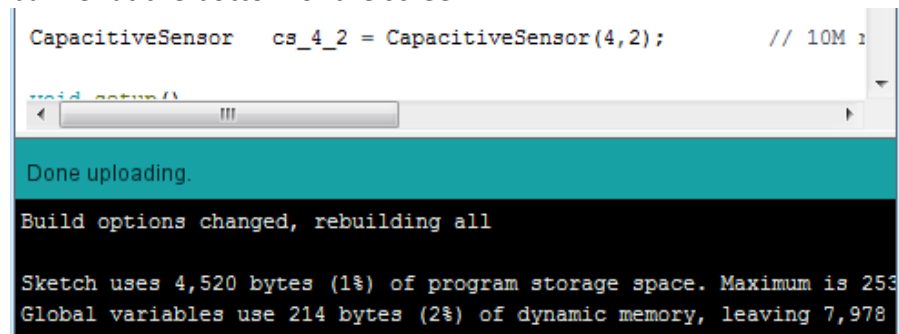 CapacitiveSensor   cs_4_2 = CapacitiveSensor(4,2);        // 10M
void setup()
Done uploading.
Build options changed, rebuilding all
Sketch uses 4,520 bytes (1%) of program storage space. Maximum is 253
Global variables use 214 bytes (2%) of dynamic memory, leaving 7,978